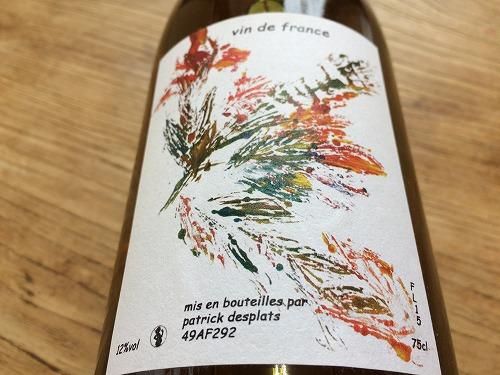 vin de france
mis en bouteilles par
patrick desplats
49AF292
12%vol
FL15
75cl